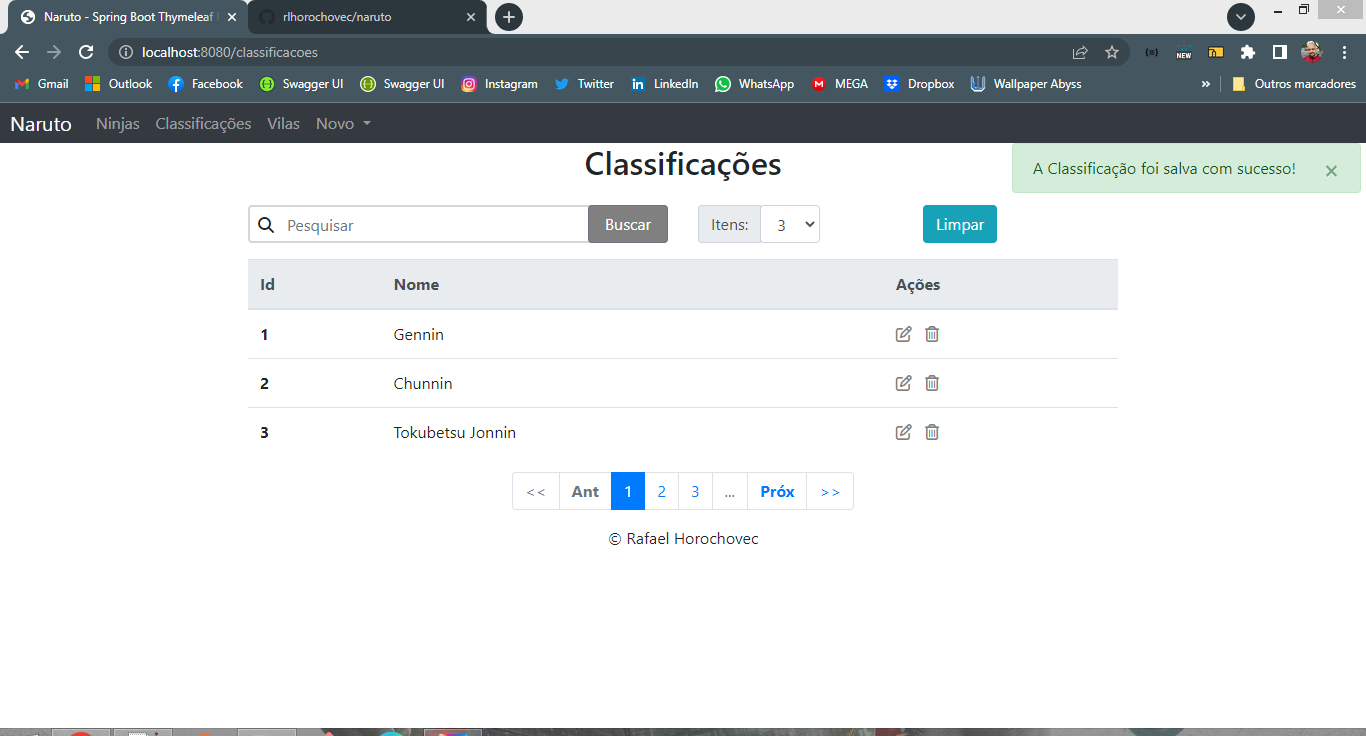 Naruto - Spring Boot Thymeleaf
rlhorochovec/naruto
localhost:8080/classificacoes
NEW
Gmail Outlook Facebook Swagger UI Swagger UI Instagram Twitter LinkedIn WhatsApp MEGA Dropbox Wallpaper Abyss » Outros marcadores
Naruto Ninjas Classificações Vilas Novo
Classificações
A Classificação foi salva com sucesso! ×
Pesquisar Buscar Itens: 3 Limpar
Id Nome Ações
1 Gennin
2 Chunnin
3 Tokubetsu Jonnin
<< Ant 1 2 3 ... Próx >>
© Rafael Horochovec